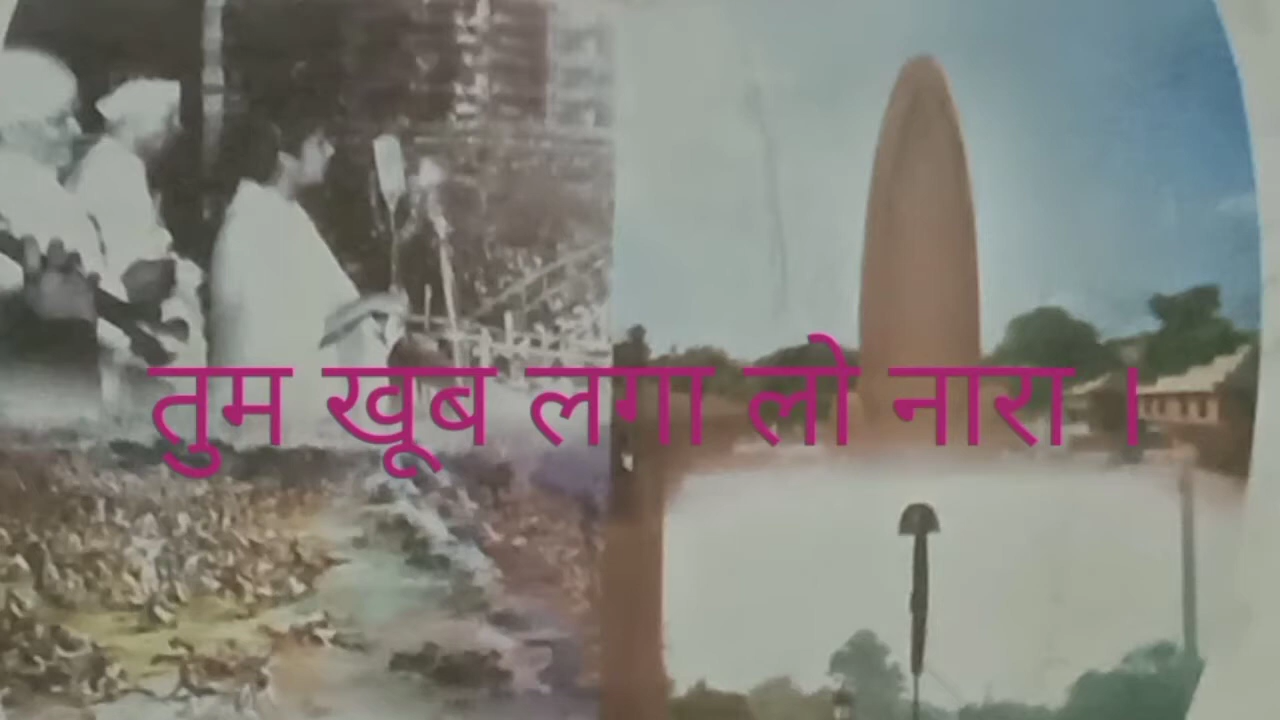 तुम खूब लगा लो नारा ।